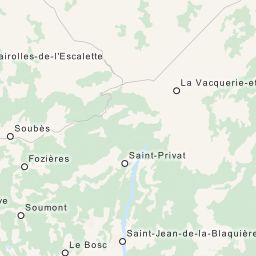 airolles-de-l'Escalette
La Vacquerie-et
Soubès
Saint-Privat
Fozières
Soumont
Saint-Jean-de-la-Blaquière
Le Bosc